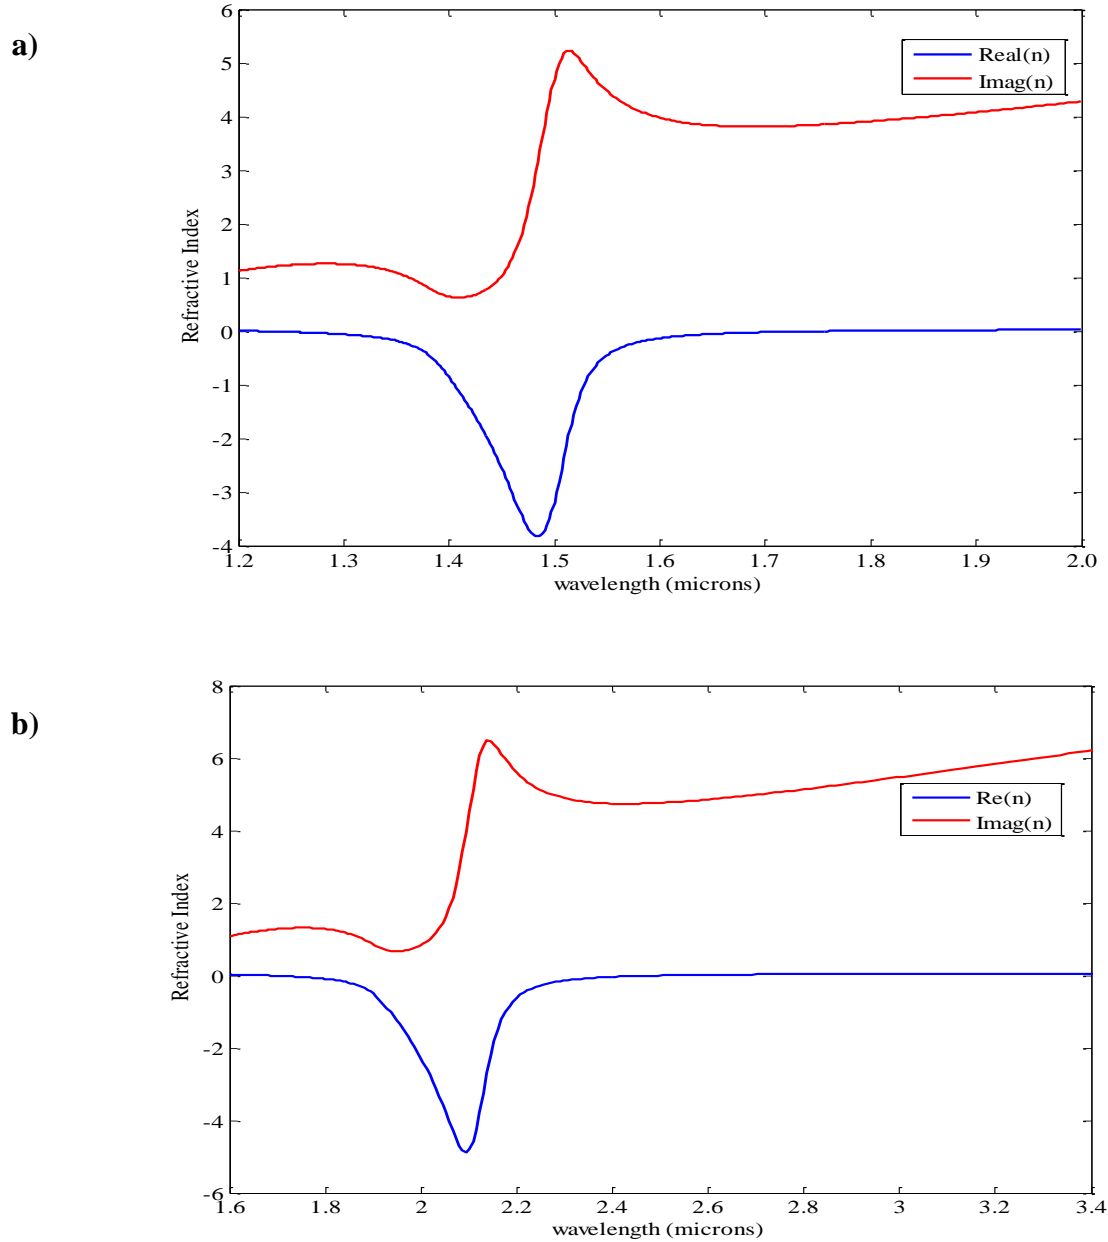 a)
6
5
4
3
2
1
0
-1
-2
-3
-4
Refractive Index
Real(n)
Imag(n)
1.2 1.3 1.4 1.5 1.6 1.7 1.8 1.9 2.0
wavelength (microns)
b)
8
6
4
2
0
-2
-4
-6
Refractive Index
Re(n)
Imag(n)
1.6 1.8 2 2.2 2.4 2.6 2.8 3 3.2 3.4
wavelength (microns)